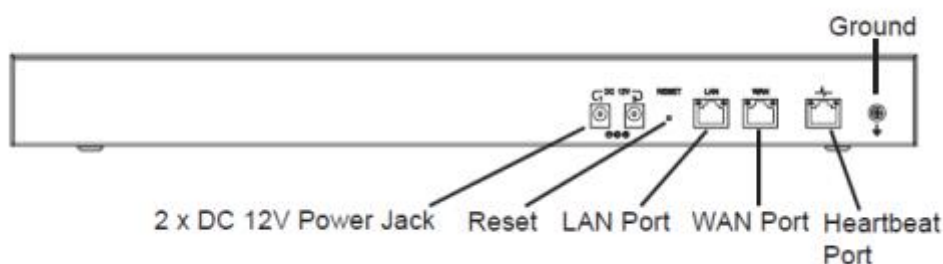 Ground
DC 12V
RESET
LAN
WAN
2 x DC 12V Power Jack
Reset
LAN Port
WAN Port
Heartbeat
Port